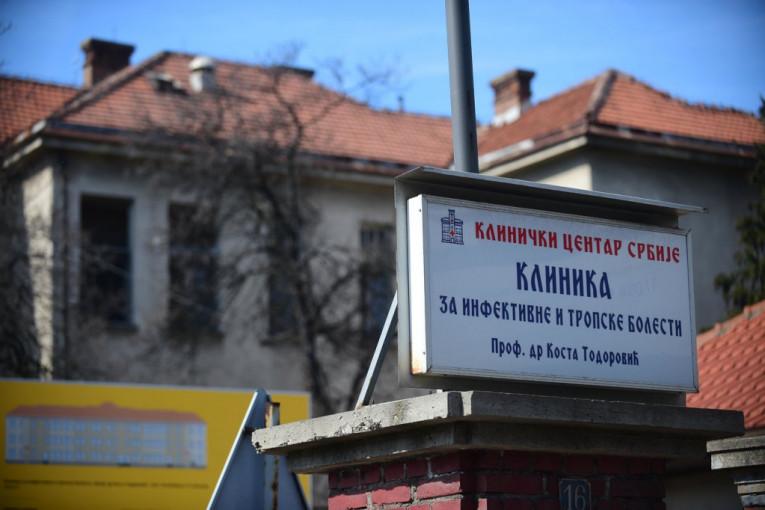 КЛИНИЧКИ ЦЕНТАР СРБИЈЕ
КЛИНИКА
ЗА ИНФЕКТИВНЕ И ТРОПСКЕ БОЛЕСТИ
Проф. др Коста Тодоровић
16